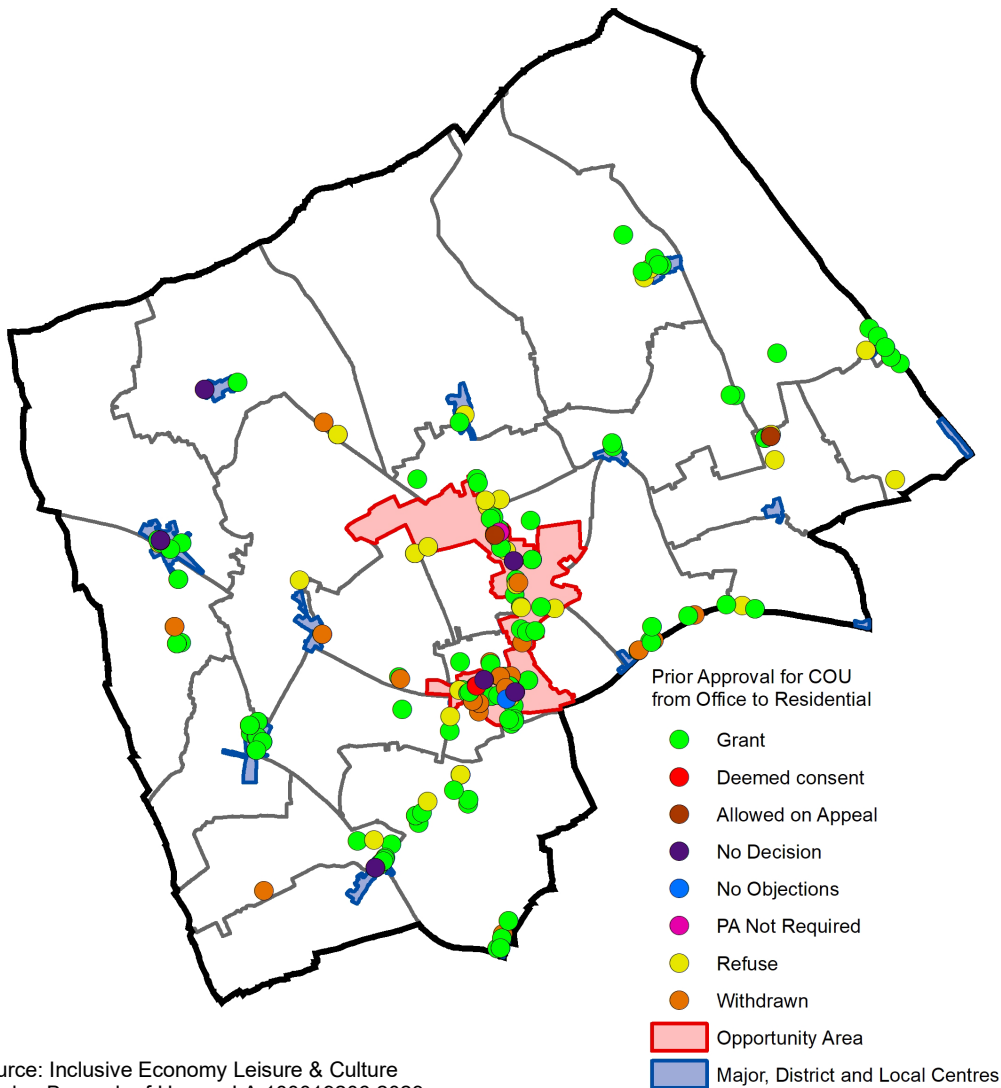 Prior Approval for COU
from Office to Residential
Grant
Deemed consent
Allowed on Appeal
No Decision
No Objections
PA Not Required
Refuse
Withdrawn
Opportunity Area
Major, District and Local Centres
urce: Inclusive Economy Leisure & Culture